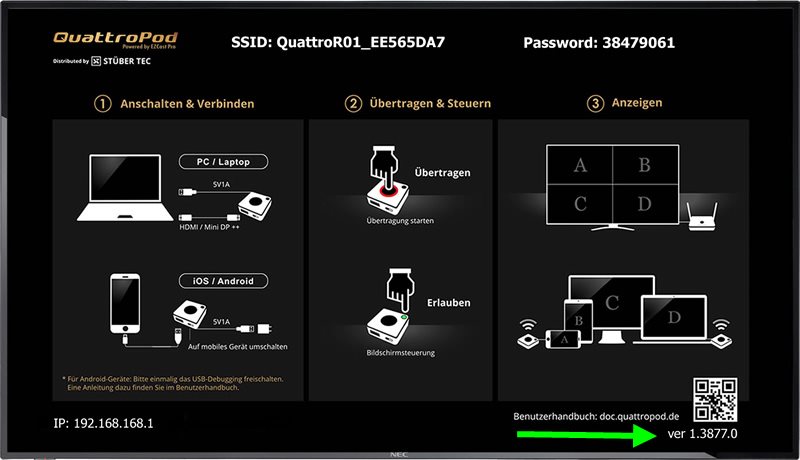 QuattroPod
Powered by EZCast Pro
Distributed by STÜBER TEC
SSID: QuattroR01_EE565DA7
Password: 38479061
1 Anschalten & Verbinden
2 Übertragen & Steuern
3 Anzeigen
PC / Laptop
5V1A
HDMI / Mini DP ++
iOS / Android
5V1A
Auf mobiles Gerät umschalten
* Für Android-Geräte: Bitte einmalig das USB-Debugging freischalten.
Eine Anleitung dazu finden Sie im Benutzerhandbuch.
Übertragen
Übertragung starten
Erlauben
Bildschirmsteuerung
A B
C D
A B C D
Benutzerhandbuch: doc.quattropod.de
IP: 192.168.168.1
ver 1.3877.0
NEC